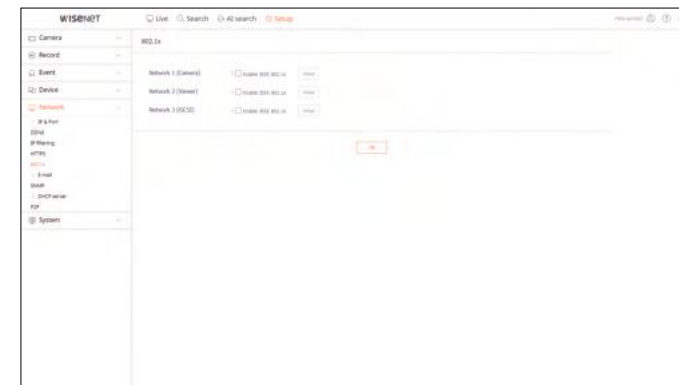 WISENET
Live Search AI search Setup
Camera
Record
Event
Device
Network
IP & Port
DDNS
IP filtering
HTTPS
802.1x
E-mail
SNMP
DHCP server
P2P
System
802.1x
Network 1 (Camera) : Enable IEEE 802.1x
Network 2 (Viewer) : Enable IEEE 802.1x
Network 3 (iSCSI) : Enable IEEE 802.1x
OK